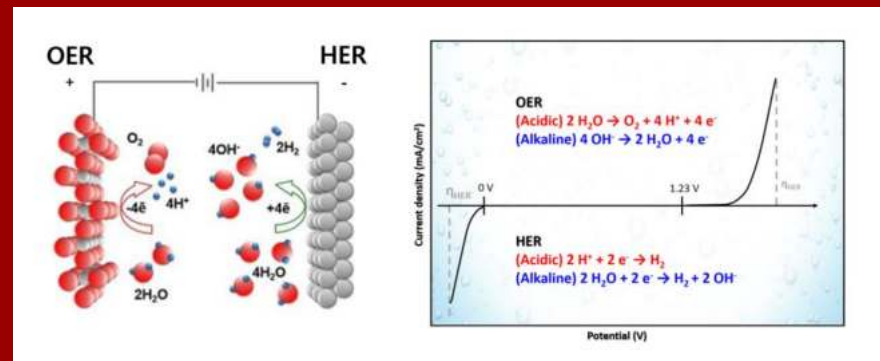 OER
HER
+
-
O₂
4OH⁻
2H₂
-4ē
4H⁺
+4ē
2H₂O
4H₂O
Current density (mA/cm²)
OER
(Acidic) 2 H₂O → O₂ + 4 H⁺ + 4 e⁻
(Alkaline) 4 OH⁻ → 2 H₂O + 4 e⁻
ηHER
0 V
1.23 V
HER
(Acidic) 2 H⁺ + 2 e⁻ → H₂
(Alkaline) 2 H₂O + 2 e⁻ → H₂ + 2 OH⁻
Potential (V)